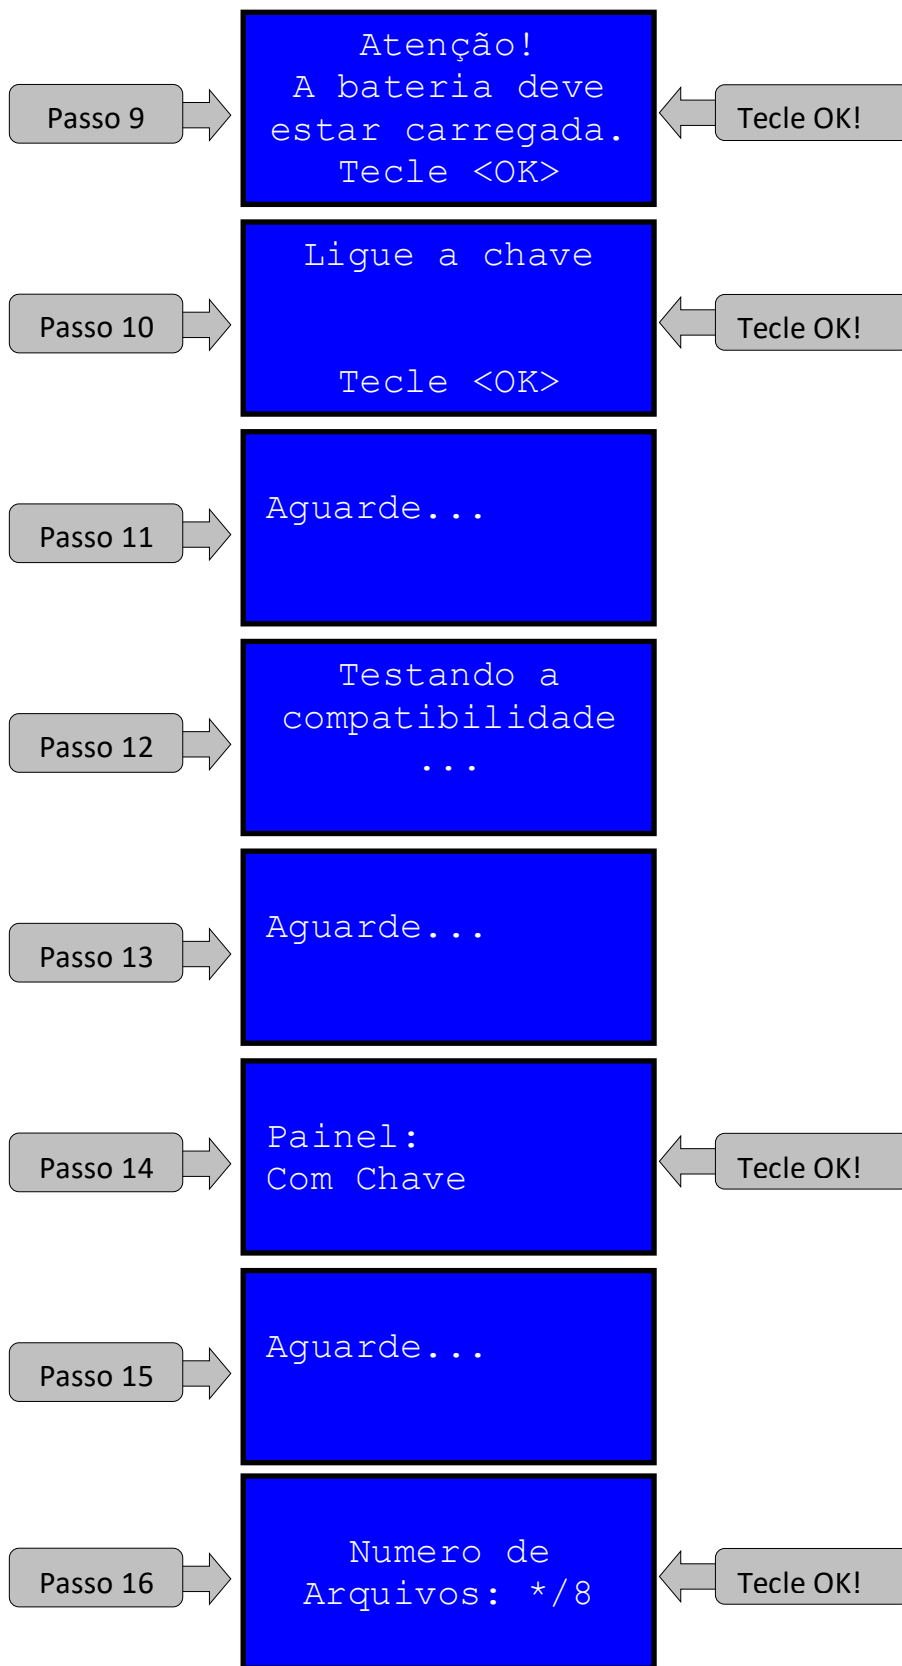 Passo 9
Atenção!
A bateria deve
estar carregada.
Tecle <OK>
Tecle OK!
Passo 10
Ligue a chave
Tecle <OK>
Tecle OK!
Passo 11
Aguarde...
Passo 12
Testando a
compatibilidade
...
Passo 13
Aguarde...
Passo 14
Painel:
Com Chave
Tecle OK!
Passo 15
Aguarde...
Passo 16
Numero de
Arquivos: */8
Tecle OK!